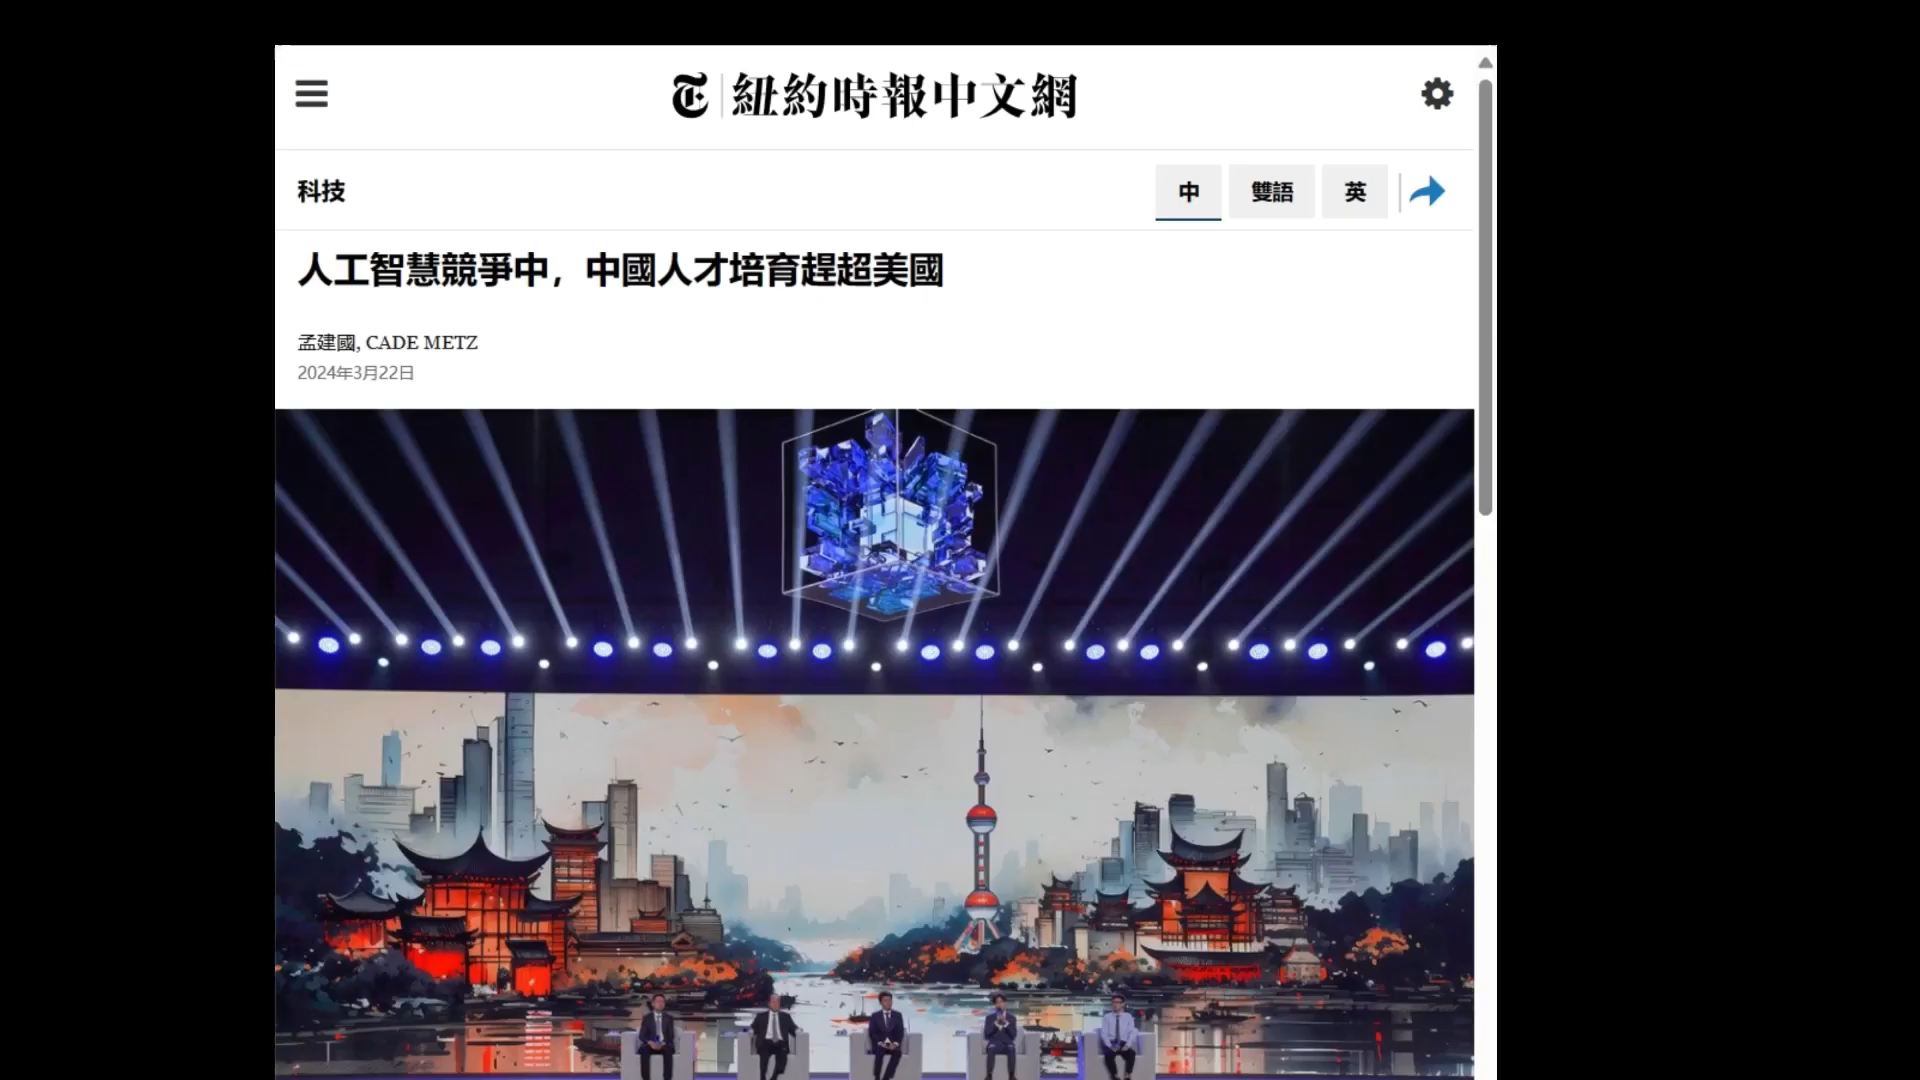 紐約時報中文網
科技
中 雙語 英
人工智慧競爭中，中國人才培育趕超美國
孟建國, CADE METZ
2024年3月22日